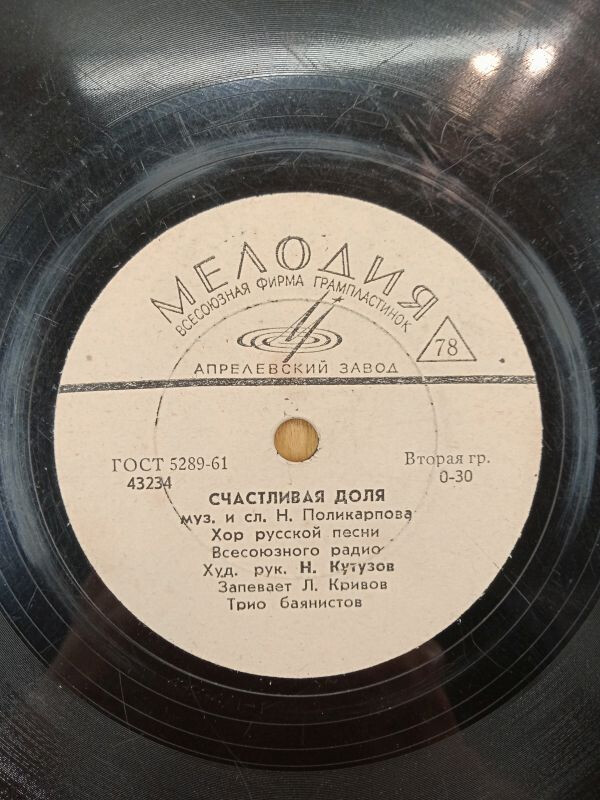 МЕЛОДИЯ
ВСЕСОЮЗНАЯ ФИРМА ГРАМПЛАСТИНОК
78
АПРЕЛЕВСКИЙ ЗАВОД
ГОСТ 5289-61 Вторая гр.
43234 0-30
СЧАСТЛИВАЯ ДОЛЯ
муз. и сл. Н. Поликарпова
Хор русской песни
Всесоюзного радио
Худ. рук. Н. Кутузов
Запевает Л. Кривов
Трио баянистов